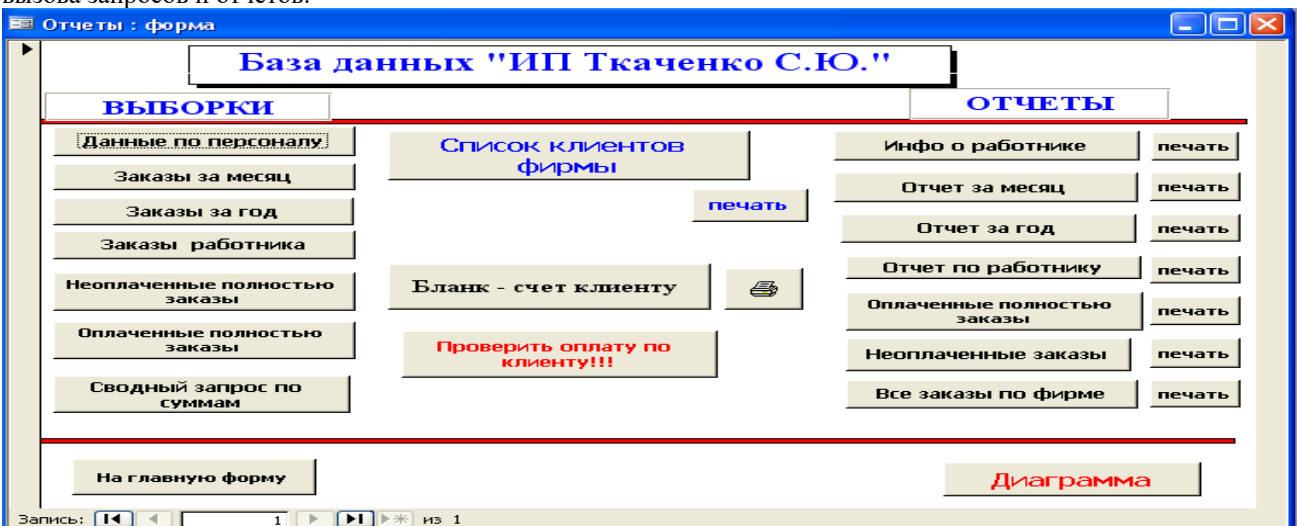 вызова запросов и отчетов.
Отчеты : форма
База данных "ИП Ткаченко С.Ю."
ВЫБОРКИ
ОТЧЕТЫ
Данные по персоналу
Заказы за месяц
Заказы за год
Заказы работника
Неоплаченные полностью
заказы
Оплаченные полностью
заказы
Сводный запрос по
суммам
Список клиентов
фирмы
печать
Бланк - счет клиенту
Проверить оплату по
клиенту!!!
Инфо о работнике
печать
Отчет за месяц
печать
Отчет за год
печать
Отчет по работнику
печать
Оплаченные полностью
заказы
печать
Неоплаченные заказы
печать
Все заказы по фирме
печать
На главную форму
Диаграмма
Запись: 1 из 1